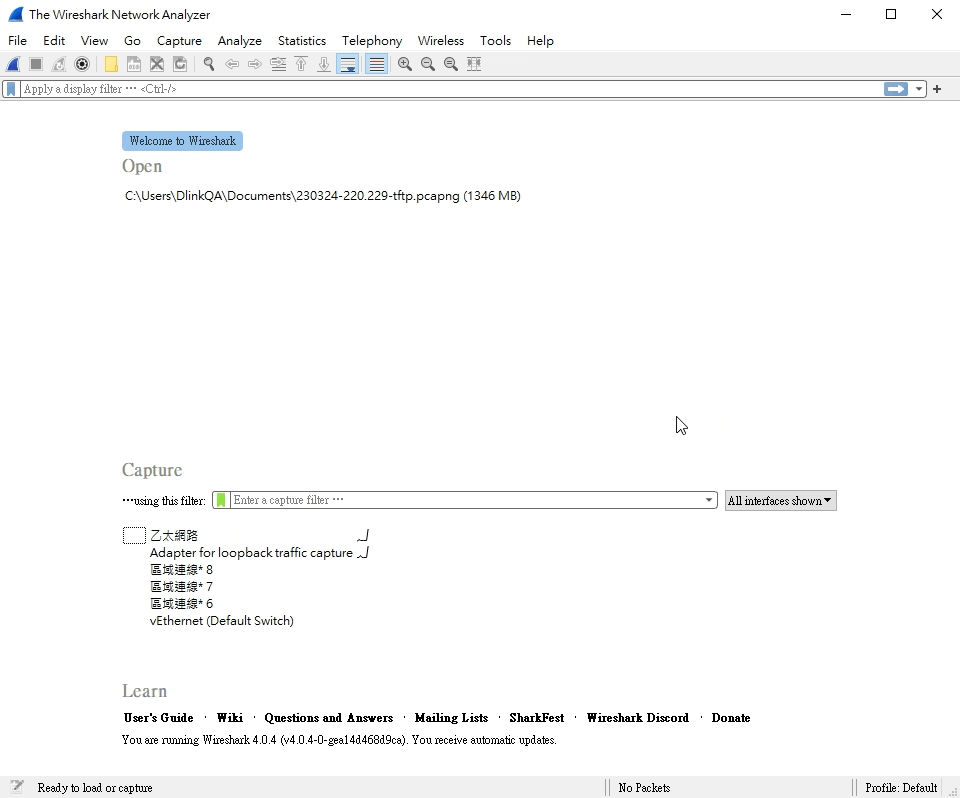 The Wireshark Network Analyzer
File Edit View Go Capture Analyze Statistics Telephony Wireless Tools Help
Apply a display filter ⋯ <Ctrl-/>
Welcome to Wireshark
Open
C:\Users\DlinkQA\Documents\230324-220.229-tftp.pcapng (1346 MB)
Capture
⋯using this filter: Enter a capture filter ⋯ All interfaces shown
乙太網路
Adapter for loopback traffic capture
區域連線* 8
區域連線* 7
區域連線* 6
vEthernet (Default Switch)
Learn
User's Guide · Wiki · Questions and Answers · Mailing Lists · SharkFest · Wireshark Discord · Donate
You are running Wireshark 4.0.4 (v4.0.4-0-gea14d468d9ca). You receive automatic updates.
Ready to load or capture No Packets Profile: Default